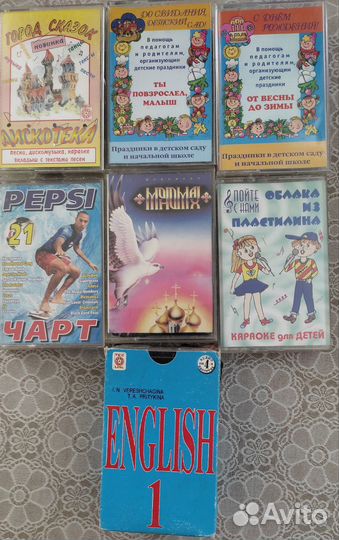 ГОРОД СКАЗОК
НОВИНКА
ДИСКОТЕКА
Песни, дискомузыка, караоке
Вкладыш с текстами песен
ДО СВИДАНИЯ,
ДЕТСКИЙ САД!
В помощь
педагогам
и родителям,
организующим
детские
праздники
ТЫ
ПОВЗРОСЛЕЛ,
МАЛЫШ
Праздники в детском саду
и начальной школе
С ДНЁМ
РОЖДЕНИЯ!
В помощь
педагогам
и родителям,
организующим
детские
праздники
ОТ ВЕСНЫ
ДО ЗИМЫ
Праздники в детском саду
и начальной школе
PEPSI
21
ЧАРТ
ПОЙТЕ
С НАМИ
ОБЛАКА
ИЗ
ПЛАСТИЛИНА
КАРАОКЕ для ДЕТЕЙ
I. N. VERESHCHAGINA
T. A. PRITYKINA
ENGLISH
1
Avito